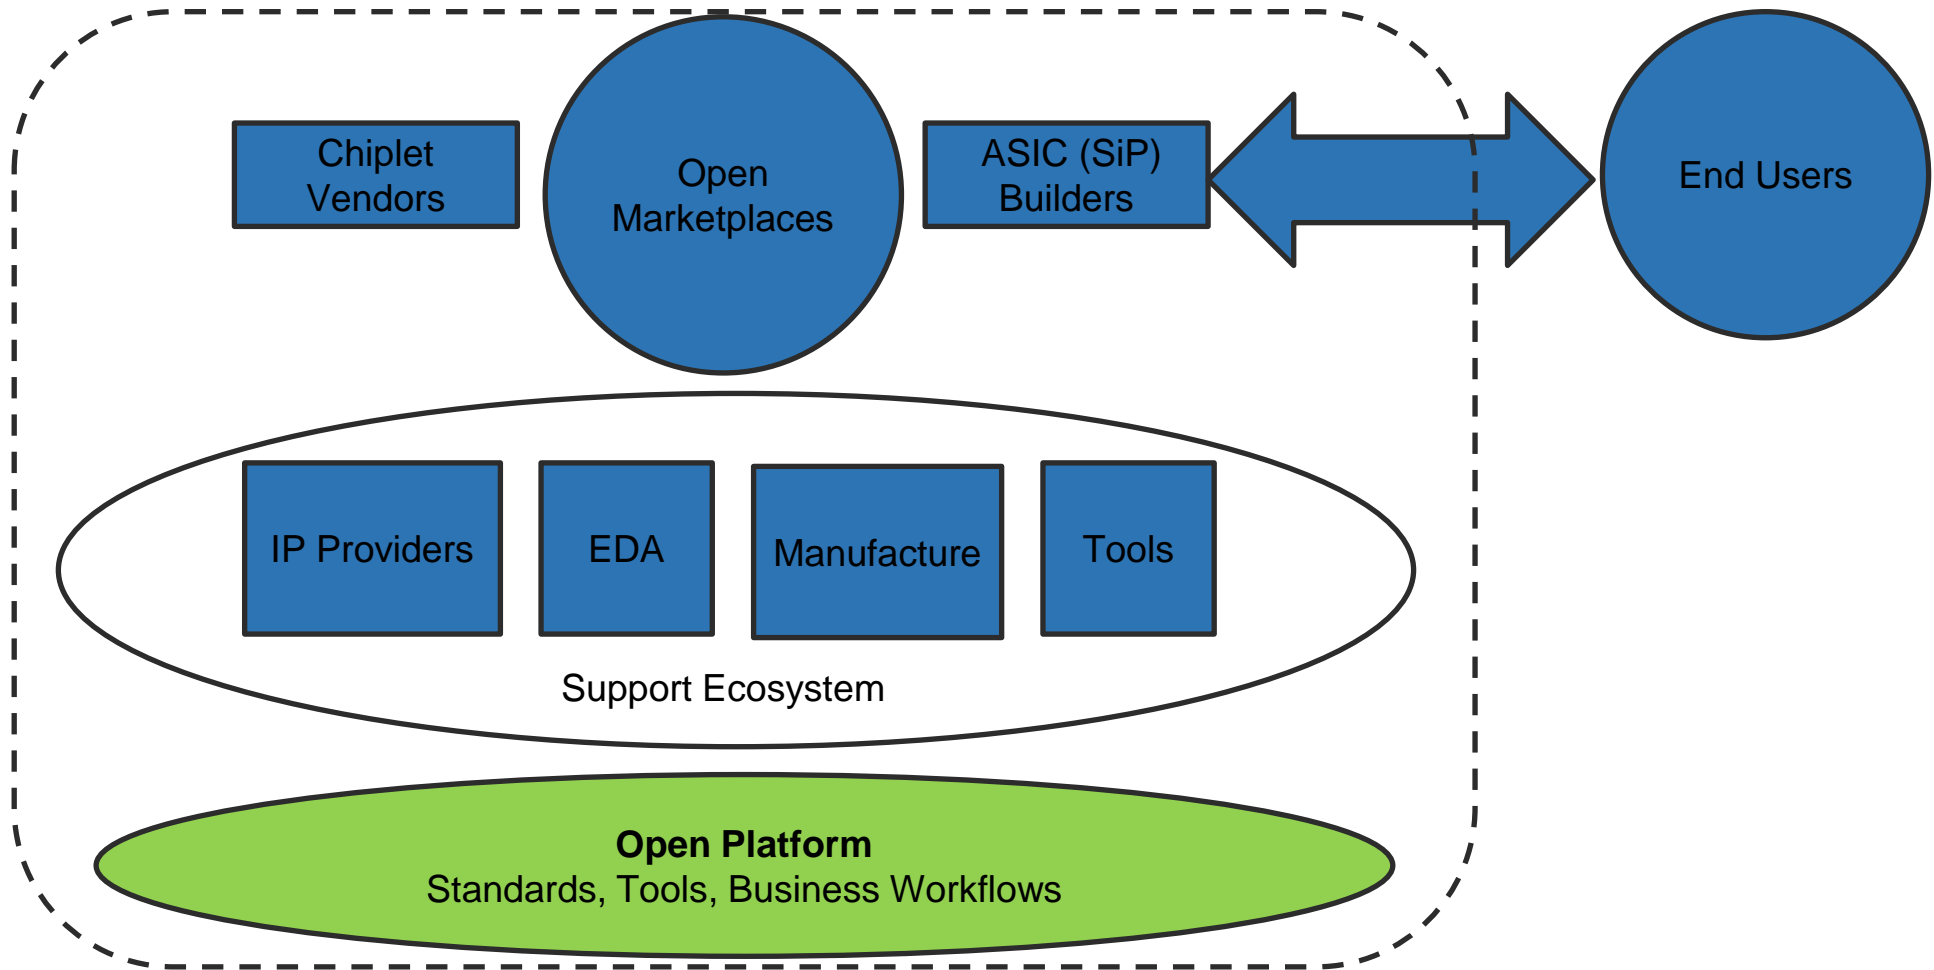 Chiplet
Vendors
Open
Marketplaces
ASIC (SiP)
Builders
End Users
IP Providers
EDA
Manufacture
Tools
Support Ecosystem
Open Platform
Standards, Tools, Business Workflows